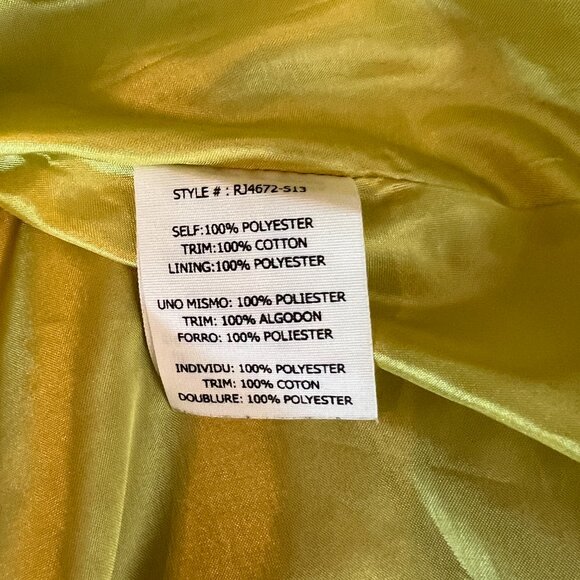 STYLE # : RJ4672-S13
SELF:100% POLYESTER
TRIM:100% COTTON
LINING:100% POLYESTER
UNO MISMO: 100% POLIESTER
TRIM: 100% ALGODON
FORRO: 100% POLIESTER
INDIVIDU: 100% POLYESTER
TRIM: 100% COTON
DOUBLURE: 100% POLYESTER